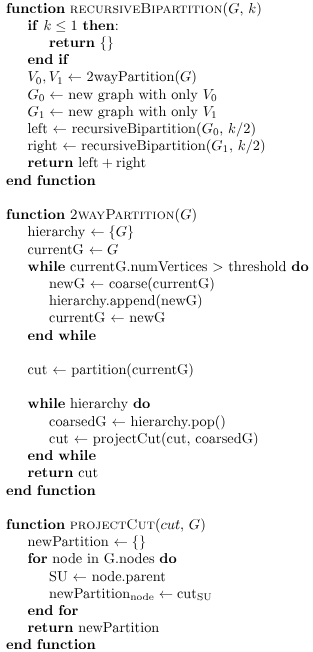 function RECURSIVEBIPARTITION(G, k)
if k ≤ 1 then:
return {}
end if
V₀, V₁ ← 2wayPartition(G)
G₀ ← new graph with only V₀
G₁ ← new graph with only V₁
left ← recursiveBipartition(G₀, k/2)
right ← recursiveBipartition(G₁, k/2)
return left + right
end function
function 2WAYPARTITION(G)
hierarchy ← {G}
currentG ← G
while currentG.numVertices > threshold do
newG ← coarse(currentG)
hierarchy.append(newG)
currentG ← newG
end while
cut ← partition(currentG)
while hierarchy do
coarsedG ← hierarchy.pop()
cut ← projectCut(cut, coarsedG)
end while
return cut
end function
function PROJECTCUT(cut, G)
newPartition ← {}
for node in G.nodes do
SU ← node.parent
newPartition_node ← cut_SU
end for
return newPartition
end function